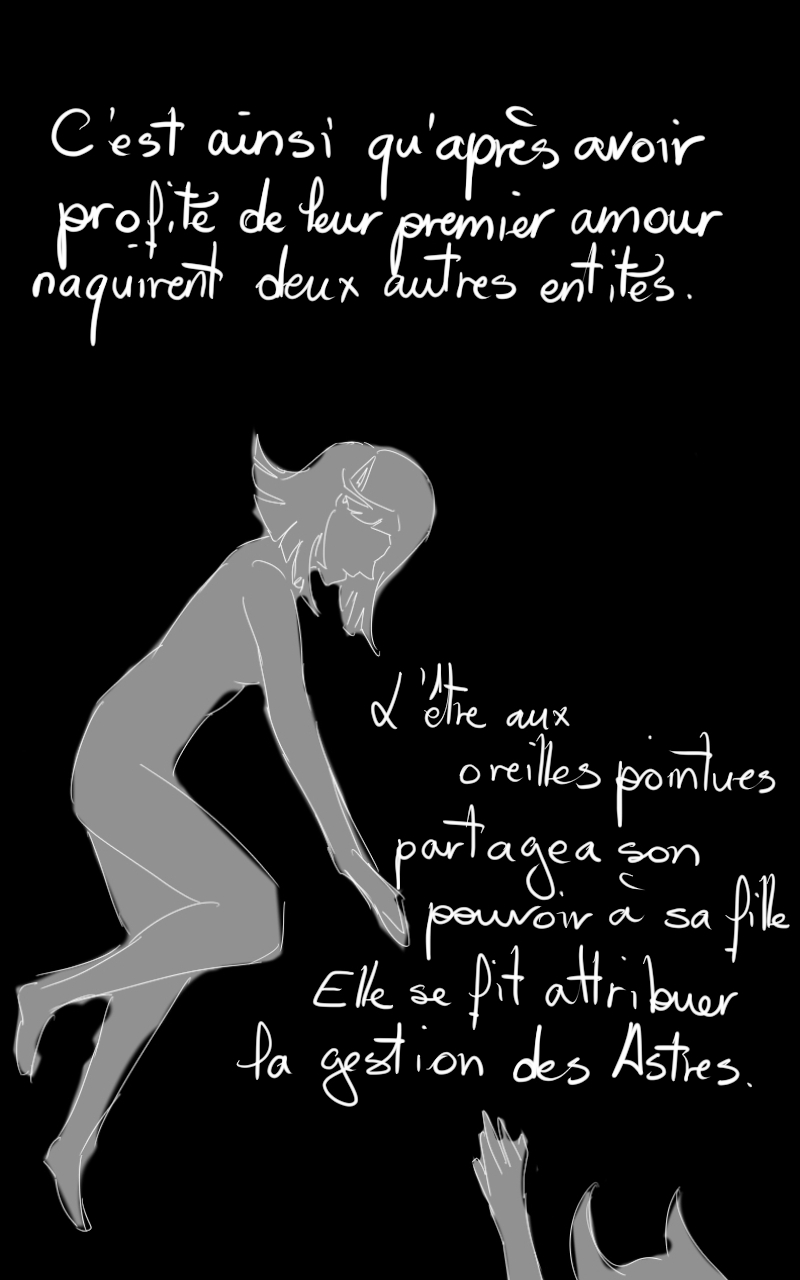 C'est ainsi qu'après avoir
profité de leur premier amour
naquirent deux autres entités.
L'être aux
oreilles pointues
partagea son
pouvoir à sa fille
Elle se fit attribuer
la gestion des Astres.